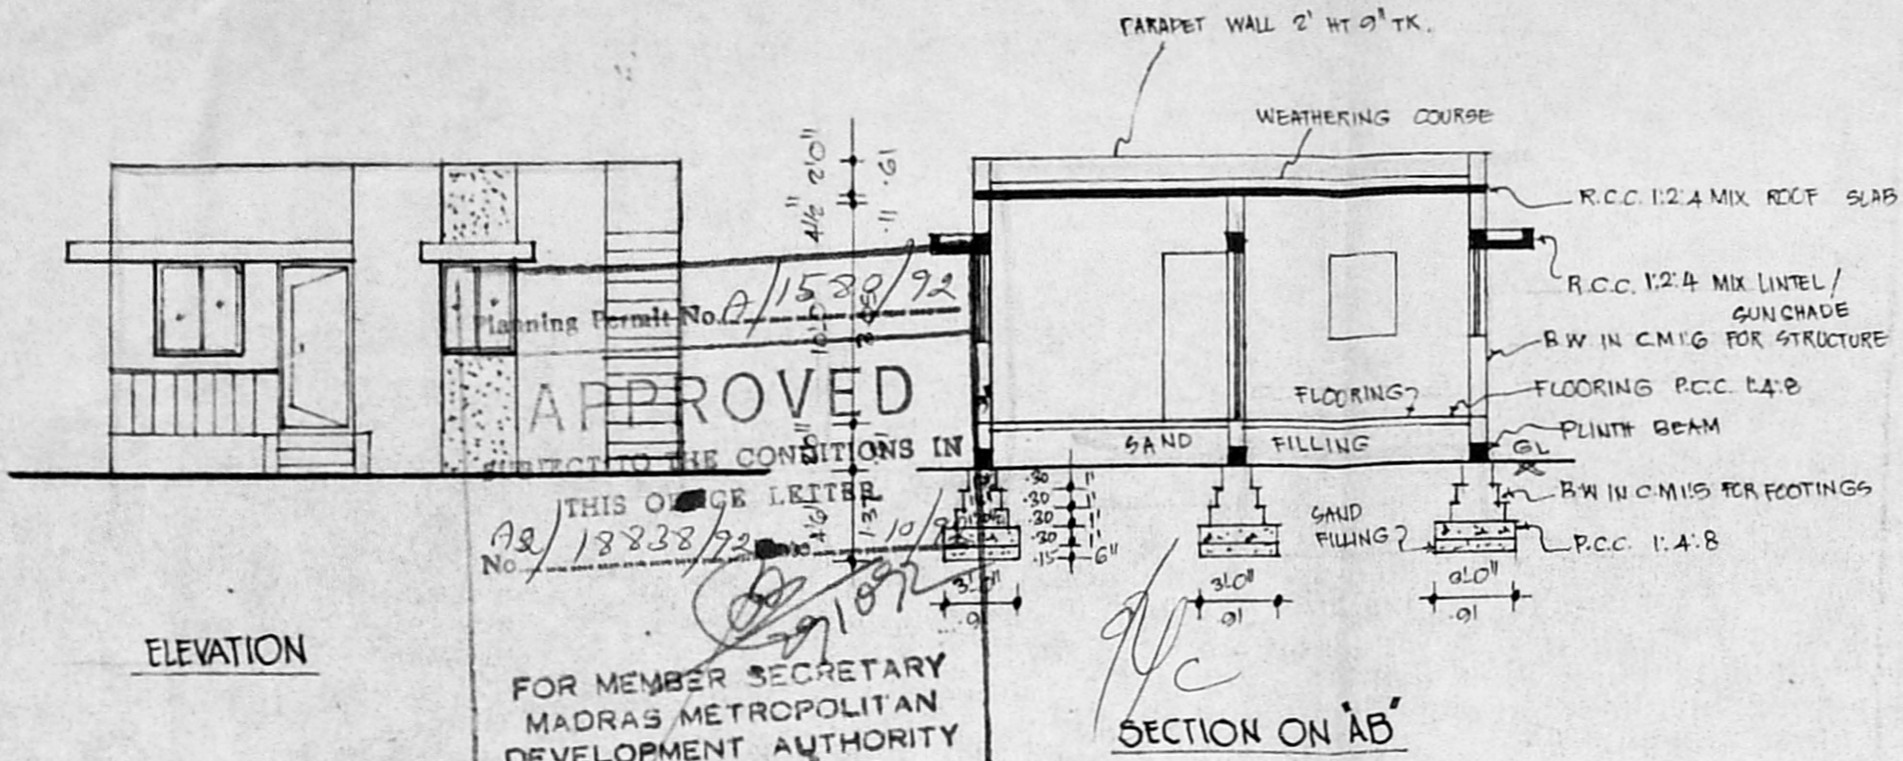 PARAPET WALL 2' HT 9" TK.
WEATHERING COURSE
R.C.C. 1:2:4 MIX ROOF SLAB
R.C.C. 1:2:4 MIX LINTEL /
SUNSHADE
B.W IN C.M 1:6 FOR STRUCTURE
FLOORING P.C.C. 1:4:8
FLOORING
PLINTH BEAM
GL
SAND FILLING
B.W IN C.M 1:5 FOR FOOTINGS
SAND
FILLING
P.C.C. 1:4:8
2'0" .61
4½" .11
Planning Permit No. A/1580/92
APPROVED
SUBJECT TO THE CONDITIONS IN
THIS OFFICE LETTER
No. A2/18838/92
4'6" 1.37
.30 1'
.30 1'
.30 1'
.30 1'
.15 6"
3'0" 3'0" 3'0"
.91 .91 .91
ELEVATION
FOR MEMBER SECRETARY
MADRAS METROPOLITAN
DEVELOPMENT AUTHORITY
SECTION ON "AB"